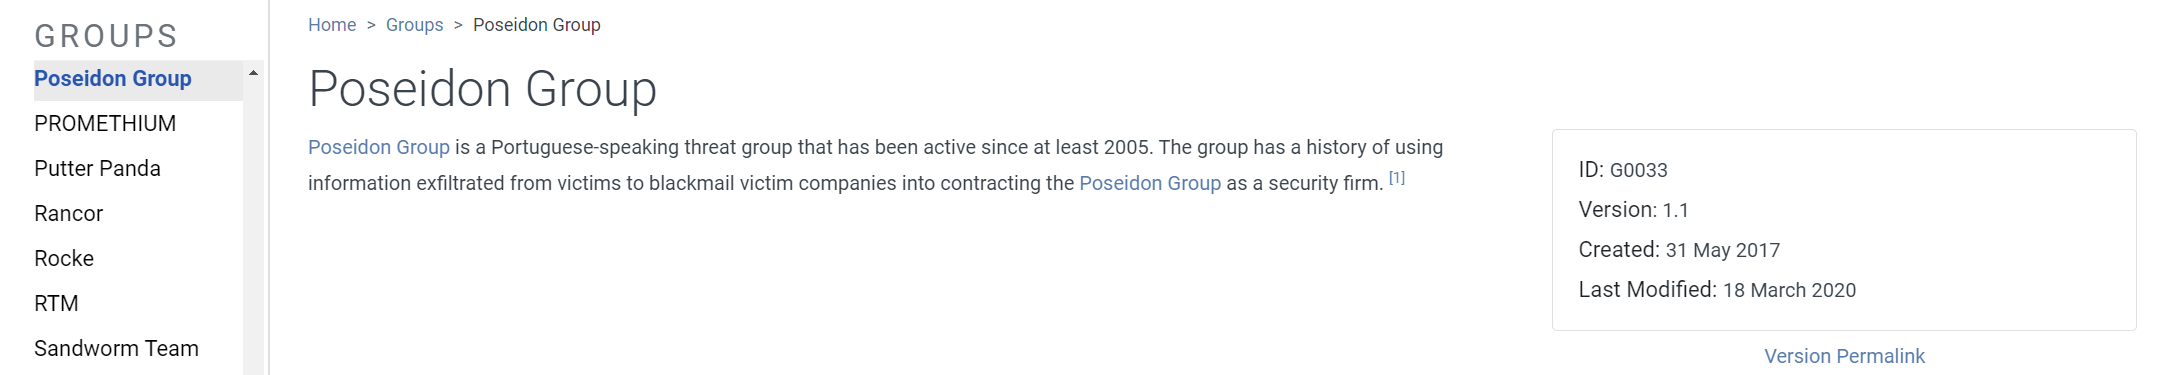 GROUPS
Poseidon Group
PROMETHIUM
Putter Panda
Rancor
Rocke
RTM
Sandworm Team
Home > Groups > Poseidon Group
Poseidon Group
Poseidon Group is a Portuguese-speaking threat group that has been active since at least 2005. The group has a history of using
information exfiltrated from victims to blackmail victim companies into contracting the Poseidon Group as a security firm. [1]
ID: G0033
Version: 1.1
Created: 31 May 2017
Last Modified: 18 March 2020
Version Permalink